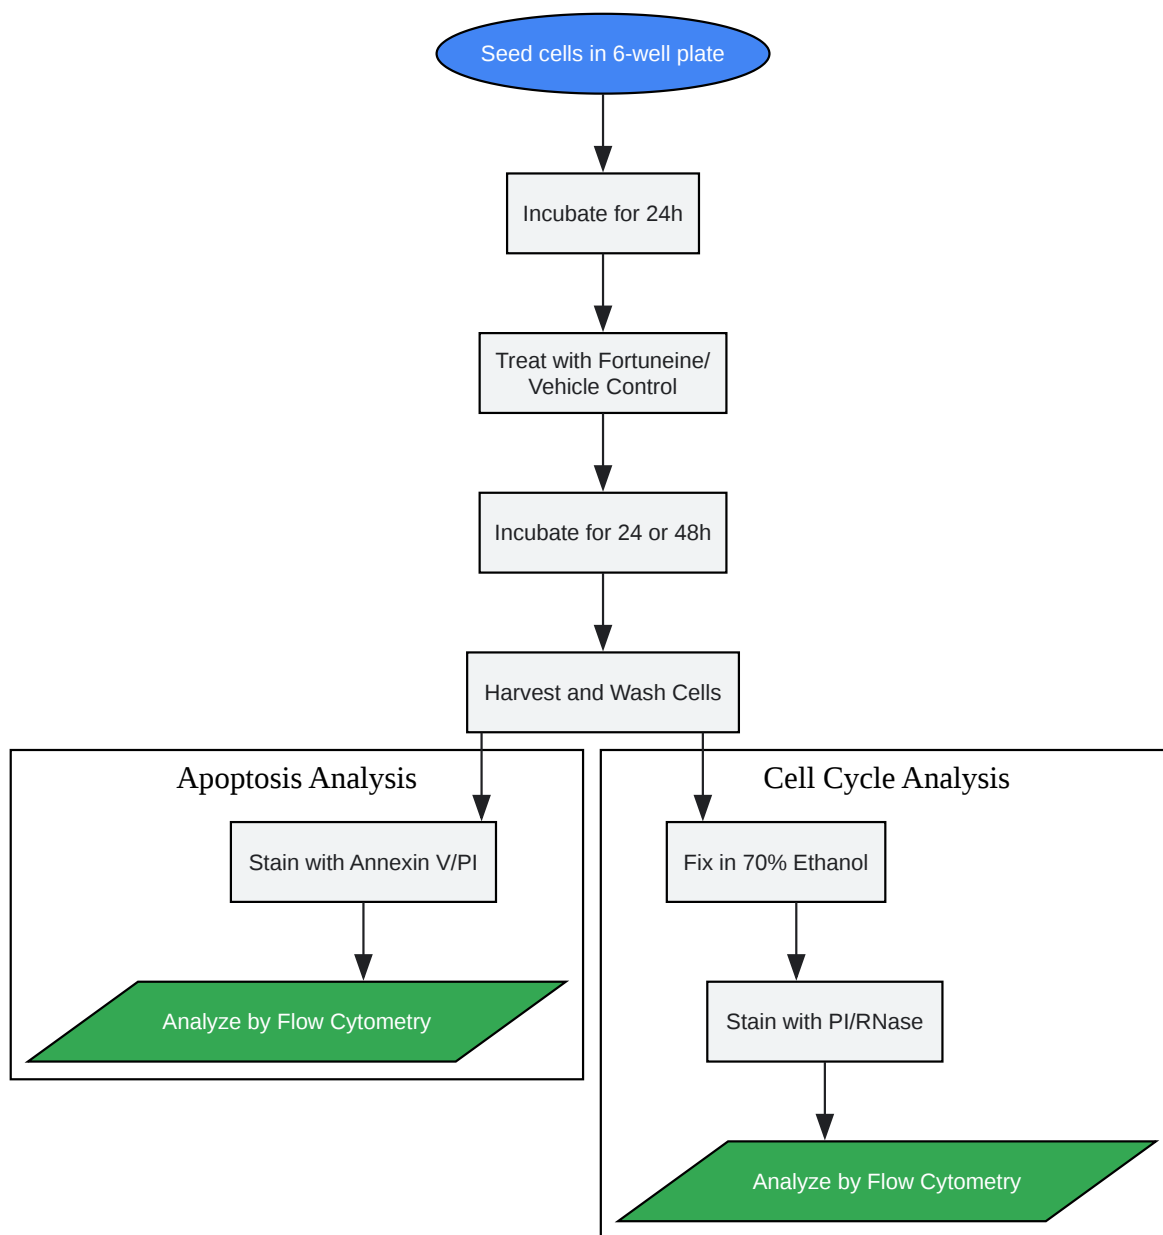 Seed cells in 6-well plate
Incubate for 24h
Treat with Fortuneine/
Vehicle Control
Incubate for 24 or 48h
Harvest and Wash Cells
Apoptosis Analysis
Stain with Annexin V/PI
Analyze by Flow Cytometry
Cell Cycle Analysis
Fix in 70% Ethanol
Stain with PI/RNase
Analyze by Flow Cytometry